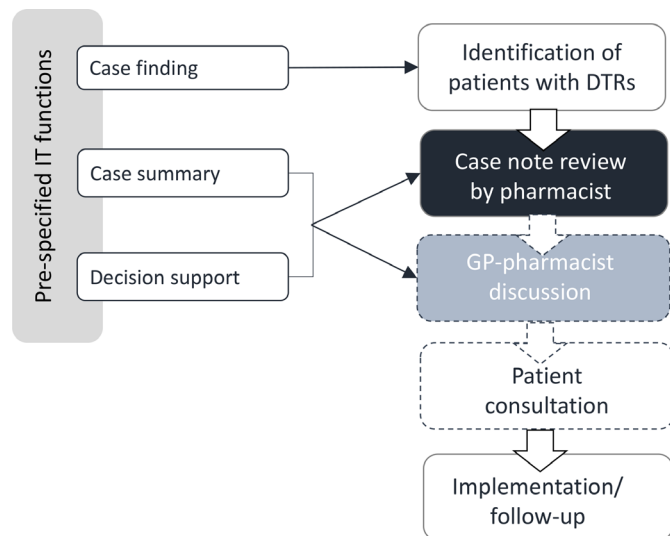 Pre-specified IT functions
Case finding
Case summary
Decision support
Identification of
patients with DTRs
Case note review
by pharmacist
GP-pharmacist
discussion
Patient
consultation
Implementation/
follow-up